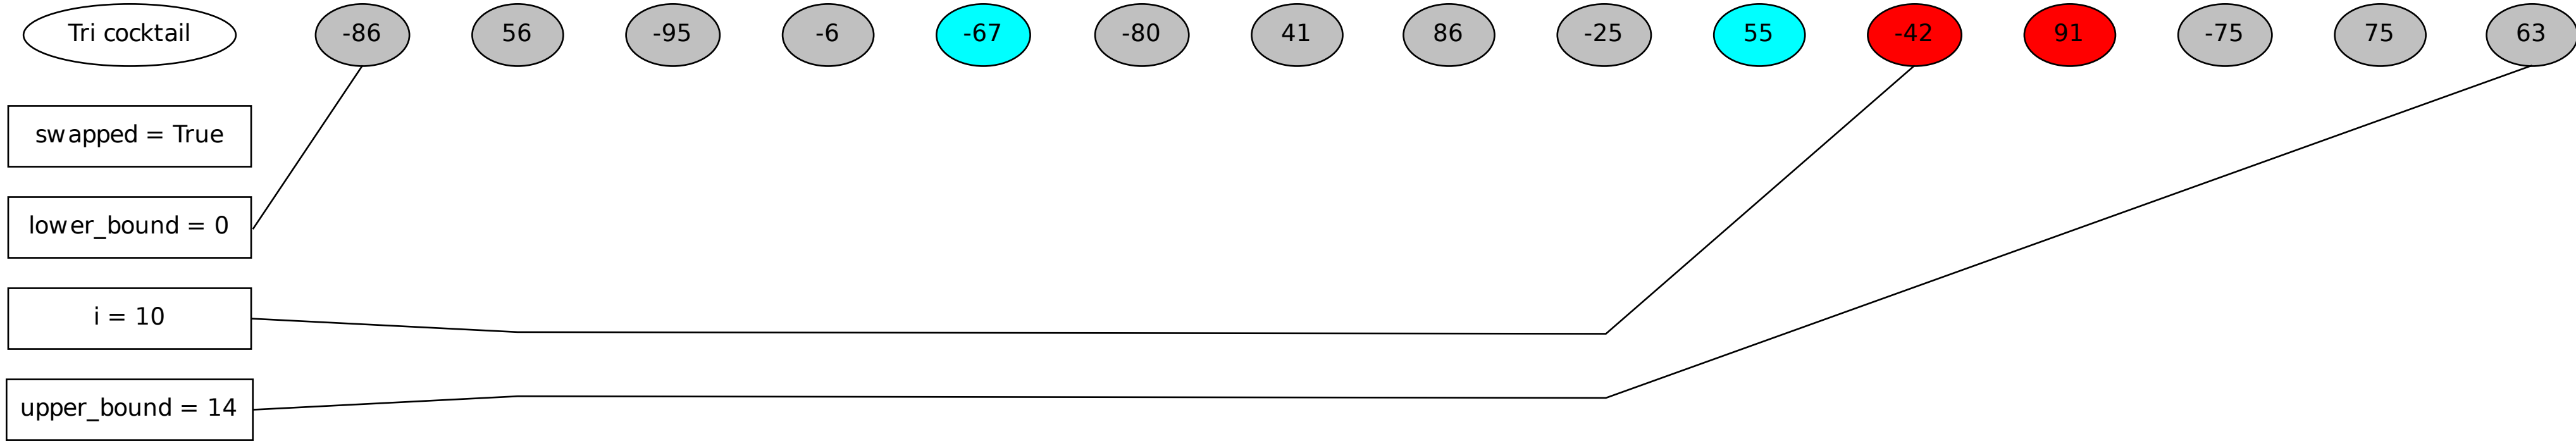 Tri cocktail -86 56 -95 -6 -67 -80 41 86 -25 55 -42 91 -75 75 63
swapped = True
lower_bound = 0
i = 10
upper_bound = 14